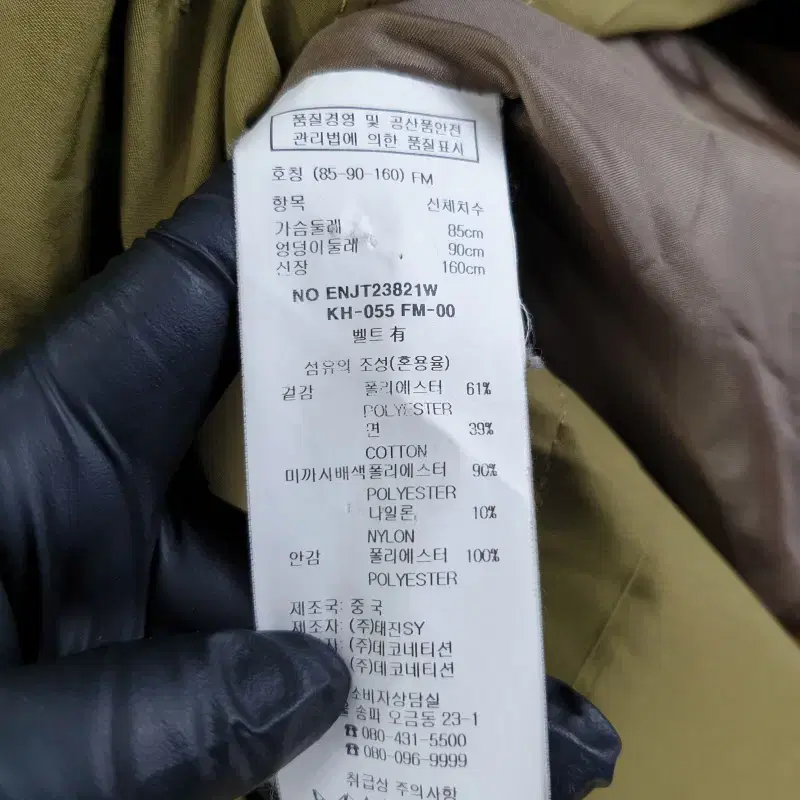 품질경영 및 공산품안전
관리법에 의한 품질표시
호칭 (85-90-160) FM
항목 신체치수
가슴둘레 85cm
엉덩이둘레 90cm
신장 160cm
NO ENJT23821W
KH-055 FM-00
벨트 有
섬유의 조성(혼용율)
겉감 폴리에스터 61%
POLYESTER
면 39%
COTTON
미까시배색폴리에스터 90%
POLYESTER
나일론 10%
NYLON
안감 폴리에스터 100%
POLYESTER
제조국: 중국
제조자: (주)태진SY
(주)데코네티션
(주)데코네티션
소비자상담실
송파 오금동 23-1
☎ 080-431-5500
☎ 080-096-9999
취급상 주의사항